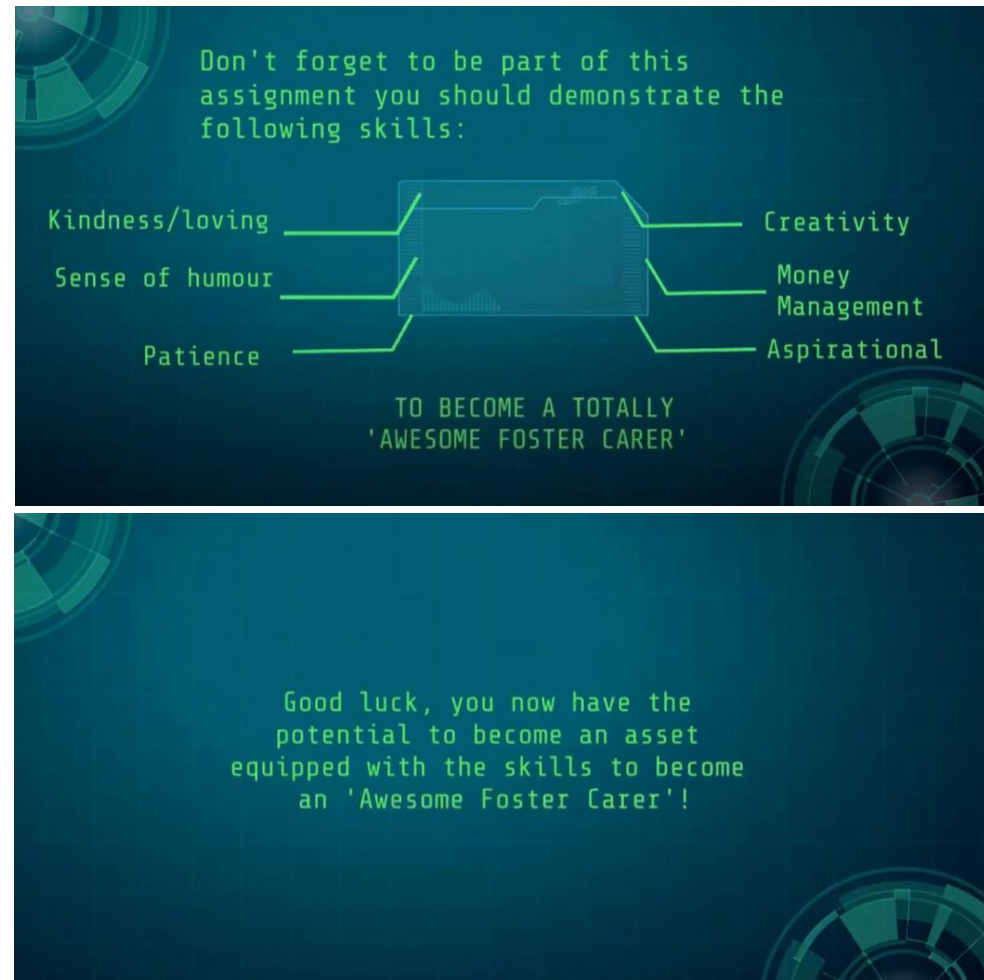 Don't forget to be part of this
assignment you should demonstrate the
following skills:
Kindness/loving
Sense of humour
Patience
Creativity
Money
Management
Aspirational
TO BECOME A TOTALLY
'AWESOME FOSTER CARER'
Good luck, you now have the
potential to become an asset
equipped with the skills to become
an 'Awesome Foster Carer'!